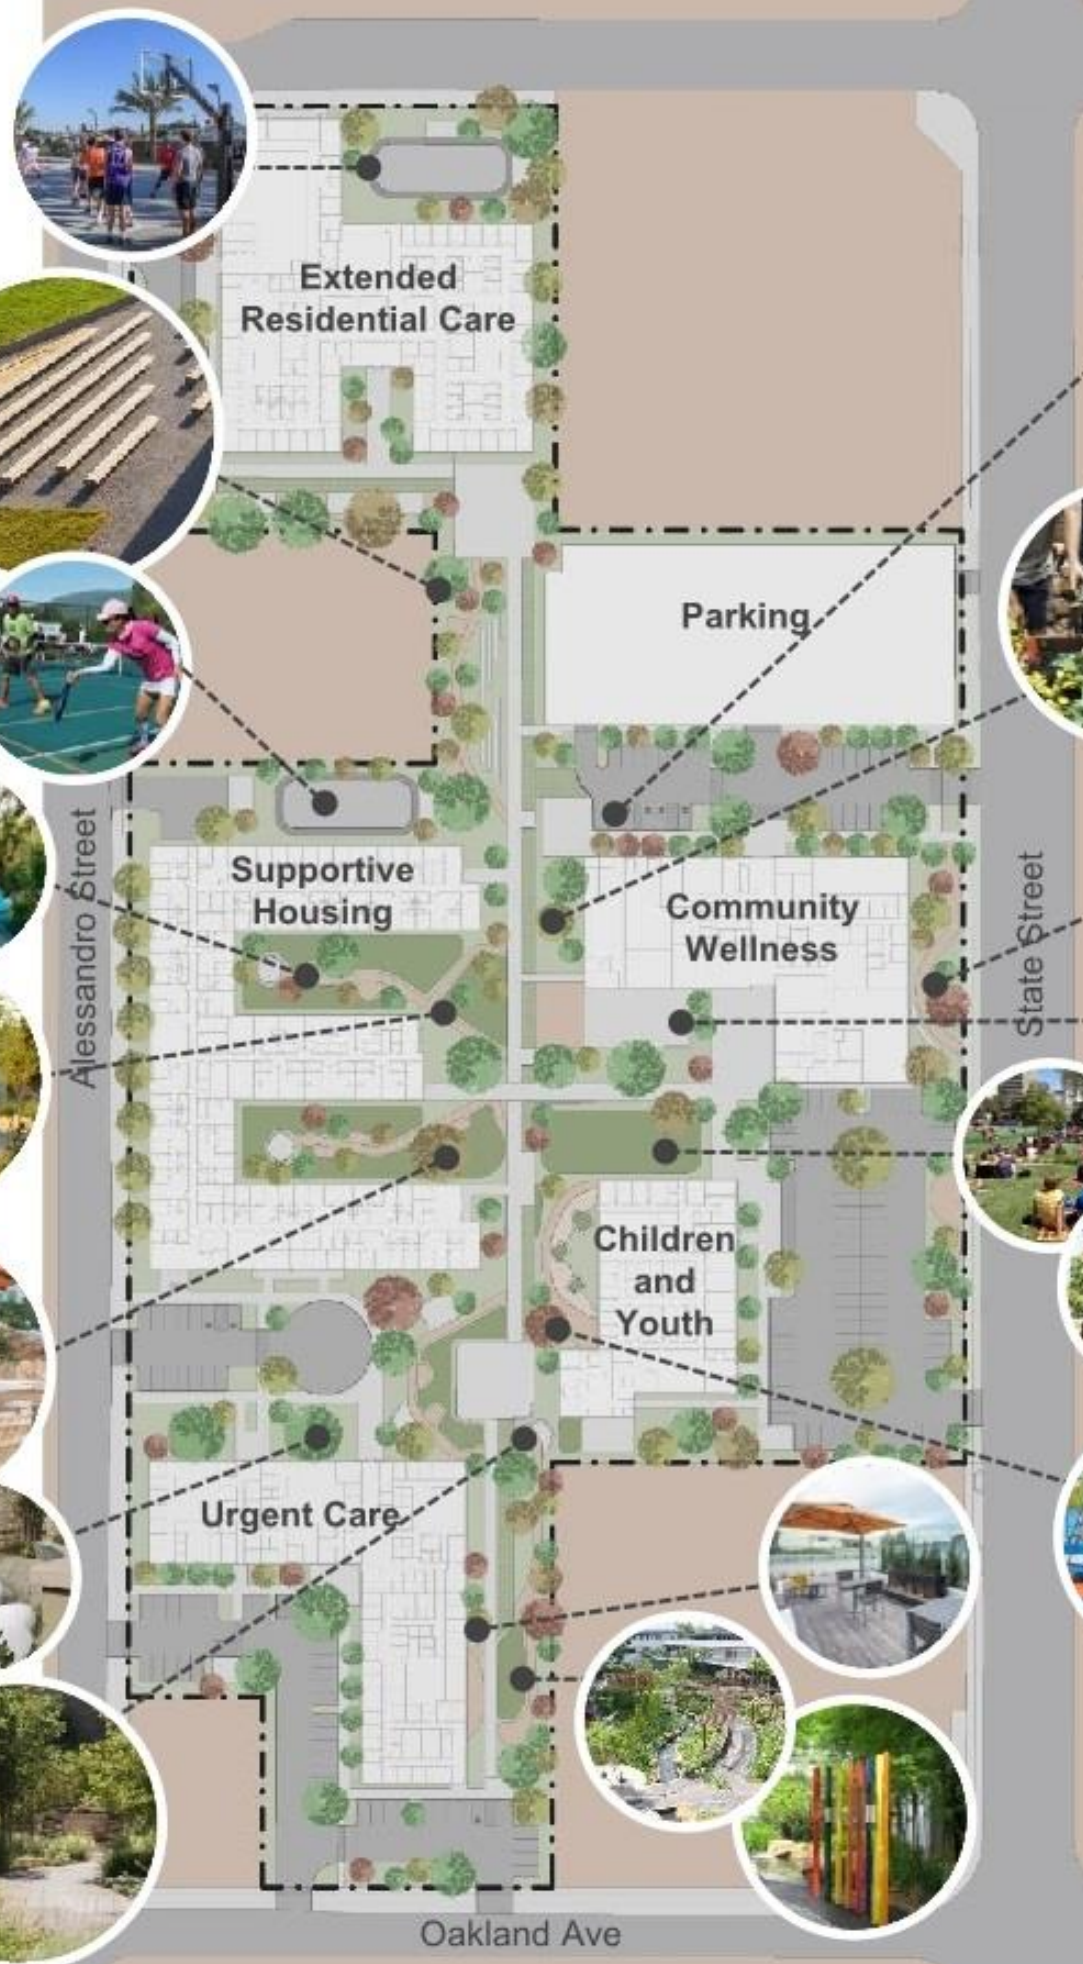 Extended
Residential Care
Parking
Supportive
Housing
Community
Wellness
Alessandro Street
State Street
Children
and
Youth
Urgent Care
Oakland Ave